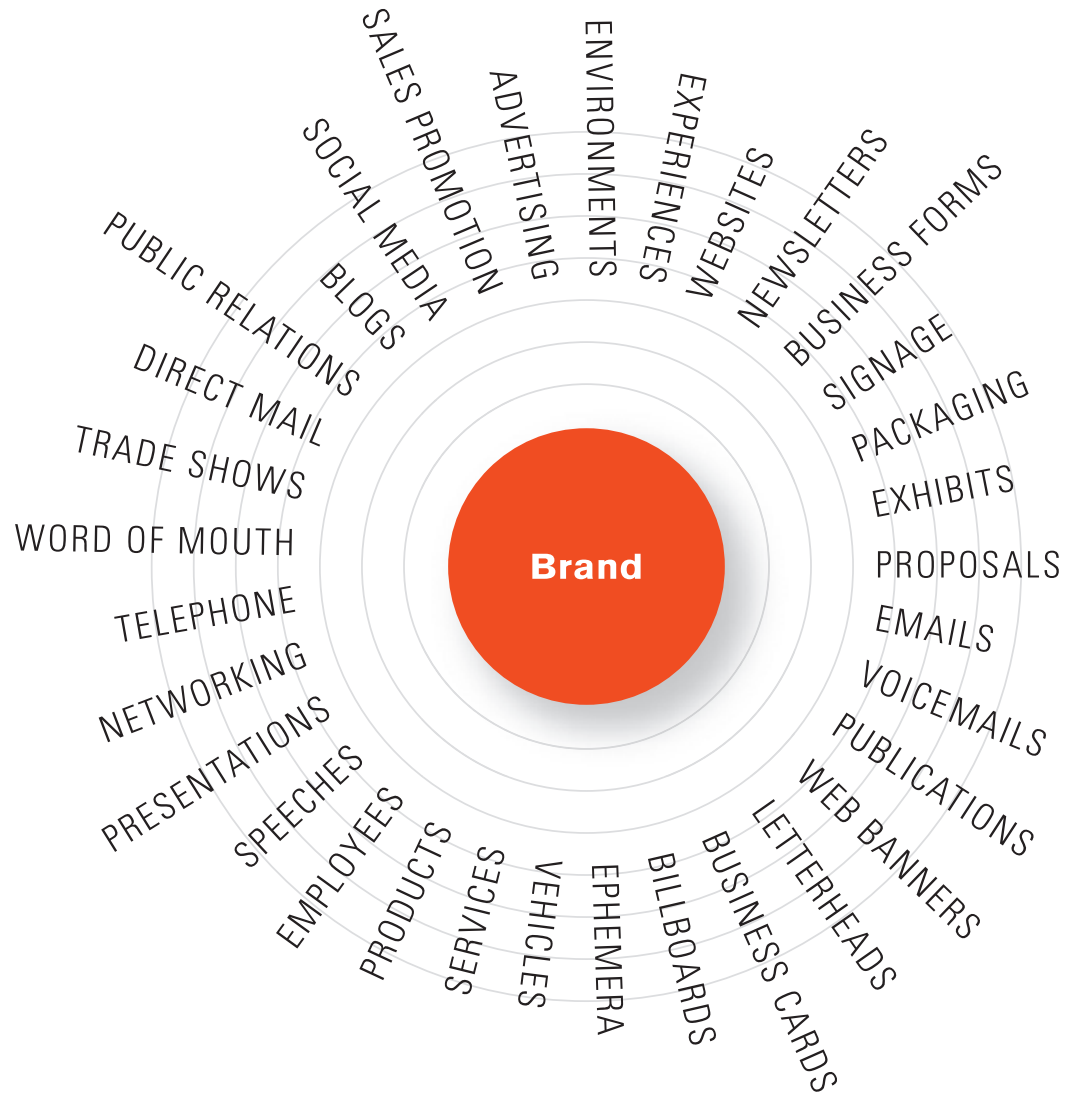 ENVIRONMENTS
EXPERIENCES
WEBSITES
NEWSLETTERS
BUSINESS FORMS
SIGNAGE
PACKAGING
EXHIBITS
PROPOSALS
EMAILS
VOICEMAILS
PUBLICATIONS
WEB BANNERS
LETTERHEADS
BUSINESS CARDS
BILLBOARDS
EPHEMERA
VEHICLES
SERVICES
PRODUCTS
EMPLOYEES
SPEECHES
PRESENTATIONS
NETWORKING
TELEPHONE
WORD OF MOUTH
TRADE SHOWS
DIRECT MAIL
PUBLIC RELATIONS
BLOGS
SOCIAL MEDIA
SALES PROMOTION
ADVERTISING
Brand